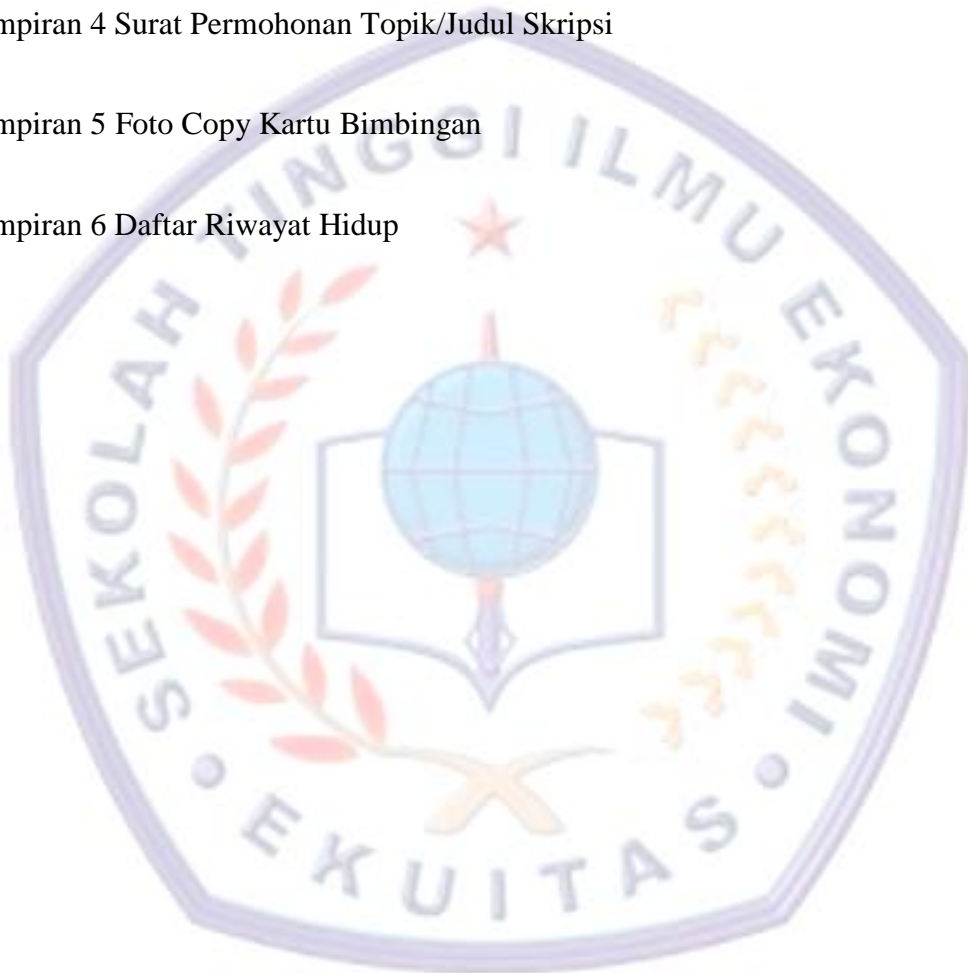 mpiran 4 Surat Permohonan Topik/Judul Skripsi
mpiran 5 Foto Copy Kartu Bimbingan
mpiran 6 Daftar Riwayat Hidup
SEKOLAH TINGGI ILMU EKONOMI
• EKUITAS •